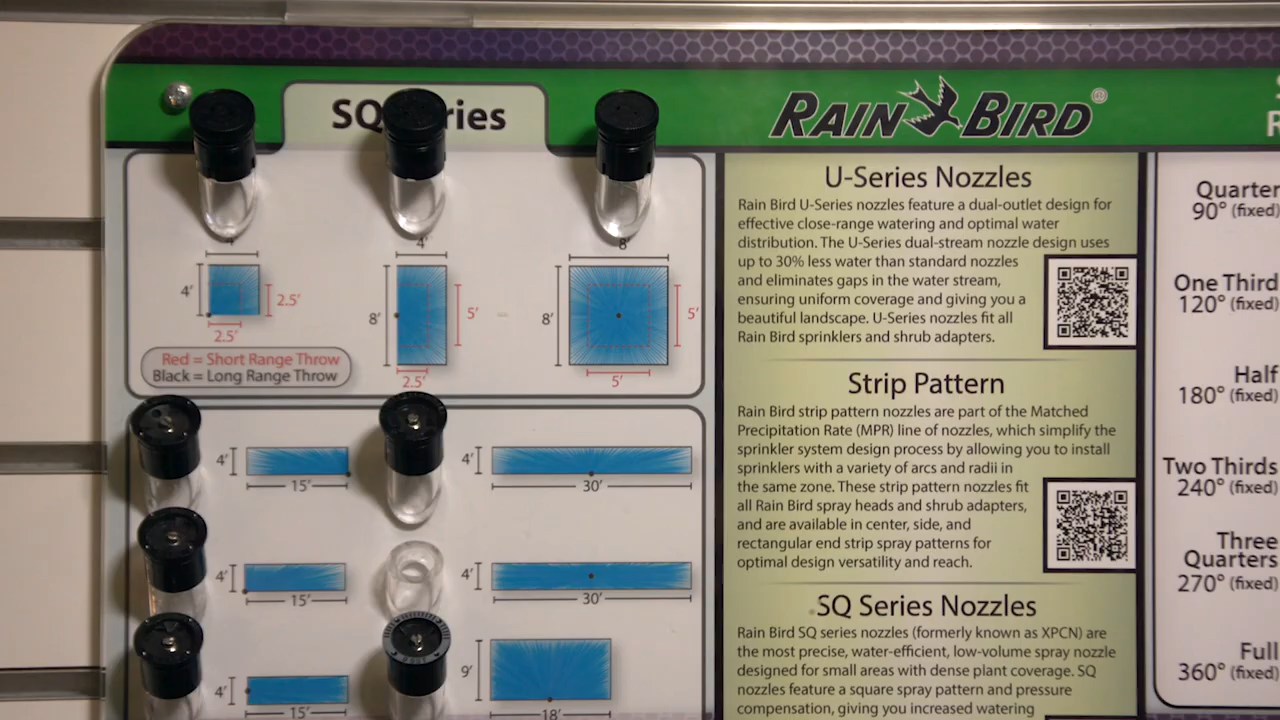 SQ ries
RAIN BIRD®
4'
4'
2.5'
2.5'
4'
8'
5'
2.5'
8'
8'
5'
5'
Red = Short Range Throw
Black = Long Range Throw
4'
15'
4'
30'
4'
15'
4'
30'
4'
15'
9'
18'
U-Series Nozzles
Rain Bird U-Series nozzles feature a dual-outlet design for
effective close-range watering and optimal water
distribution. The U-Series dual-stream nozzle design uses
up to 30% less water than standard nozzles
and eliminates gaps in the water stream,
ensuring uniform coverage and giving you a
beautiful landscape. U-Series nozzles fit all
Rain Bird sprinklers and shrub adapters.
Strip Pattern
Rain Bird strip pattern nozzles are part of the Matched
Precipitation Rate (MPR) line of nozzles, which simplify the
sprinkler system design process by allowing you to install
sprinklers with a variety of arcs and radii in
the same zone. These strip pattern nozzles fit
all Rain Bird spray heads and shrub adapters,
and are available in center, side, and
rectangular end strip spray patterns for
optimal design versatility and reach.
SQ Series Nozzles
Rain Bird SQ series nozzles (formerly known as XPCN) are
the most precise, water-efficient, low-volume spray nozzle
designed for small areas with dense plant coverage. SQ
nozzles feature a square spray pattern and pressure
compensation, giving you increased watering
Quarter
90° (fixed)
One Third
120° (fixed)
Half
180° (fixed)
Two Thirds
240° (fixed)
Three
Quarters
270° (fixed)
Full
360° (fixed)